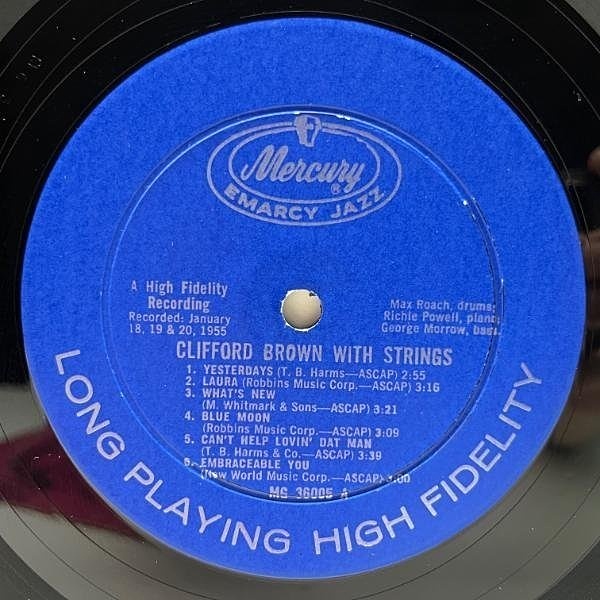 Mercury
®
EMARCY JAZZ
A High Fidelity
Recording
Recorded: January
18, 19 & 20, 1955
Max Roach, drums;
Richie Powell, piano;
George Morrow, bass.
CLIFFORD BROWN WITH STRINGS
1. YESTERDAYS (T. B. Harms—ASCAP) 2:55
2. LAURA (Robbins Music Corp.—ASCAP) 3:16
3. WHAT'S NEW
(M. Whitmark & Sons—ASCAP) 3:21
4. BLUE MOON
(Robbins Music Corp.—ASCAP) 3:09
5. CAN'T HELP LOVIN' DAT MAN
(T. B. Harms & Co.—ASCAP) 3:39
6. EMBRACEABLE YOU
(New World Music Corp.—ASCAP) 3:00
MG 36005 A
LONG PLAYING HIGH FIDELITY